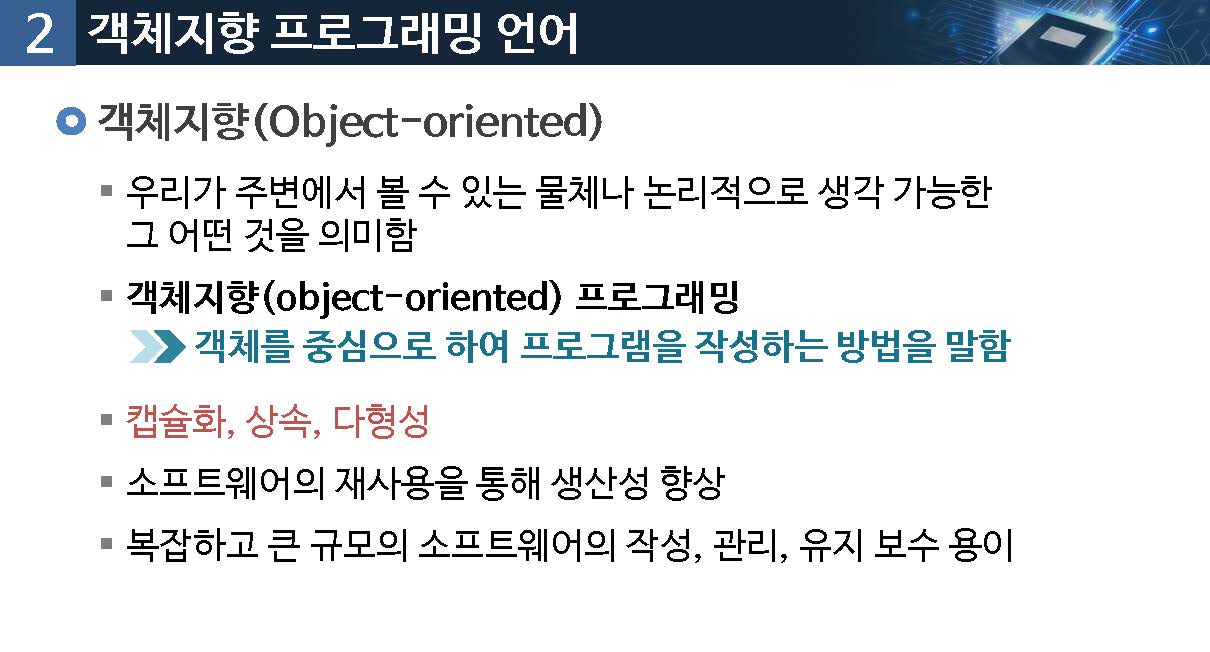 2 객체지향 프로그래밍 언어
객체지향(Object-oriented)
우리가 주변에서 볼 수 있는 물체나 논리적으로 생각 가능한
그 어떤 것을 의미함
객체지향(object-oriented) 프로그래밍
객체를 중심으로 하여 프로그램을 작성하는 방법을 말함
캡슐화, 상속, 다형성
소프트웨어의 재사용을 통해 생산성 향상
복잡하고 큰 규모의 소프트웨어의 작성, 관리, 유지 보수 용이